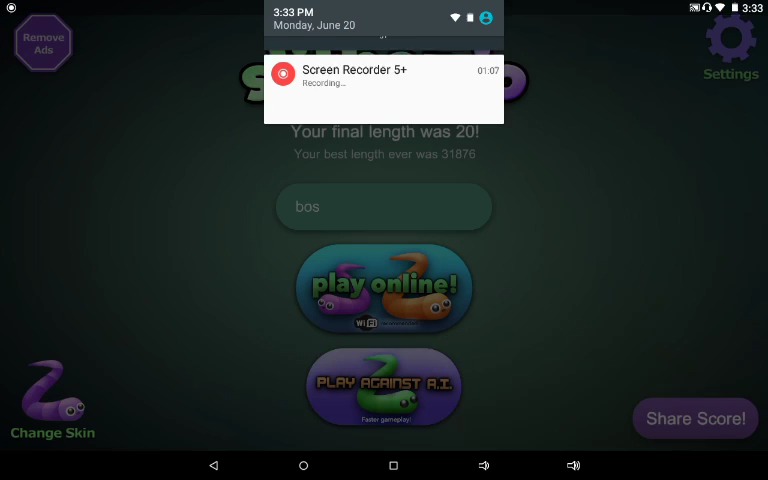 3:33 PM
Monday, June 20
3:33
Remove
Ads
Settings
Screen Recorder 5+
01:07
Recording...
Your final length was 20!
Your best length ever was 31876
bos
play online!
WiFi
PLAY AGAINST A.I.
Faster gameplay!
Change Skin
Share Score!